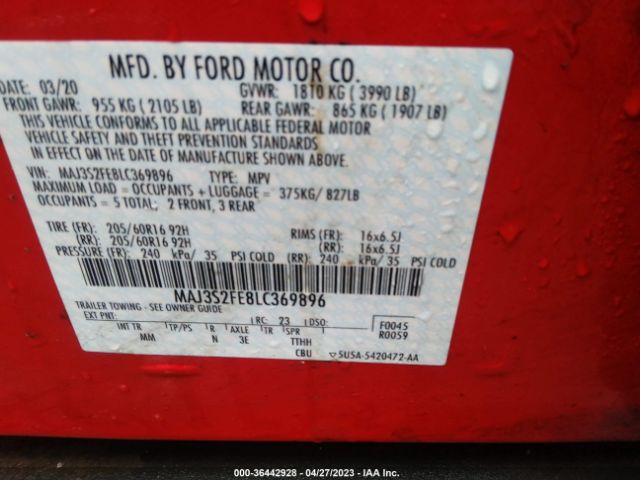 MFD. BY FORD MOTOR CO.
DATE: 03/20 GVWR: 1810 KG ( 3990 LB)
FRONT GAWR: 955 KG ( 2105 LB) REAR GAWR: 865 KG ( 1907 LB)
THIS VEHICLE CONFORMS TO ALL APPLICABLE FEDERAL MOTOR
VEHICLE SAFETY AND THEFT PREVENTION STANDARDS
IN EFFECT ON THE DATE OF MANUFACTURE SHOWN ABOVE.
VIN: MAJ3S2FE8LC369896 TYPE: MPV
MAXIMUM LOAD = OCCUPANTS + LUGGAGE = 375KG/ 827LB
OCCUPANTS = 5 TOTAL; 2 FRONT, 3 REAR
TIRE (FR): 205/60R16 92H RIMS (FR): 16x6.5J
(RR): 205/60R16 92H (RR): 16x6.5J
PRESSURE (FR): 240 kPa/ 35 PSI COLD (RR): 240 kPa/ 35 PSI COLD
MAJ3S2FE8LC369896
TRAILER TOWING - SEE OWNER GUIDE
EXT PNT: RC: 23 DSO: F0045
R0059
INT TR TP/PS R AXLE TR SPR
MM N 3E TTHH
CBU ▽5U5A-5420472-AA
000-36442928 - 04/27/2023 - IAA Inc.